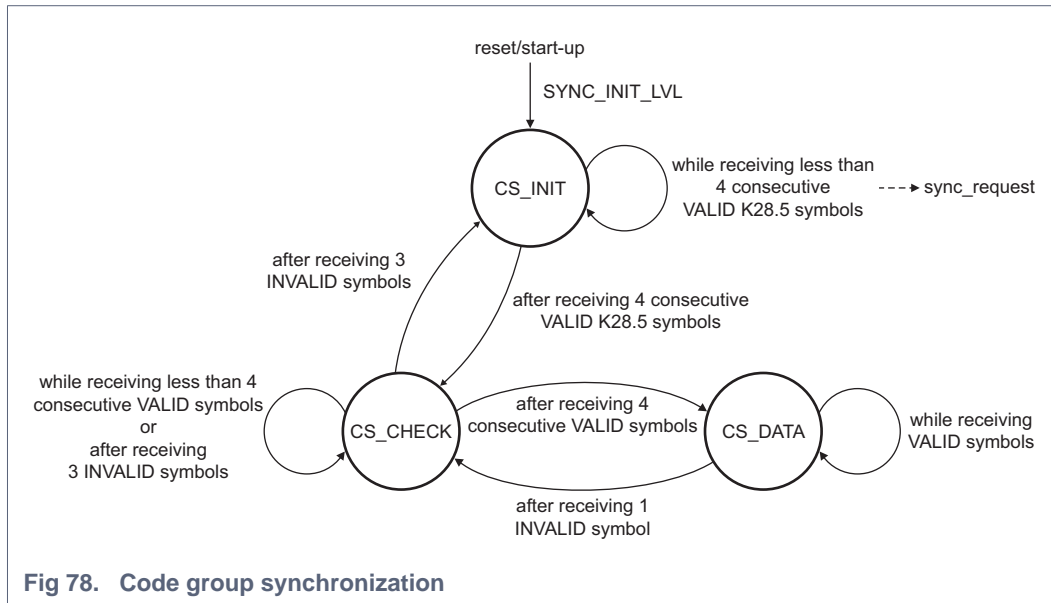 reset/start-up
SYNC_INIT_LVL
CS_INIT
while receiving less than
4 consecutive
VALID K28.5 symbols
sync_request
after receiving 3
INVALID symbols
after receiving 4 consecutive
VALID K28.5 symbols
while receiving less than 4
consecutive VALID symbols
or
after receiving
3 INVALID symbols
CS_CHECK
after receiving 4
consecutive VALID symbols
CS_DATA
while receiving
VALID symbols
after receiving 1
INVALID symbol
Fig 78. Code group synchronization